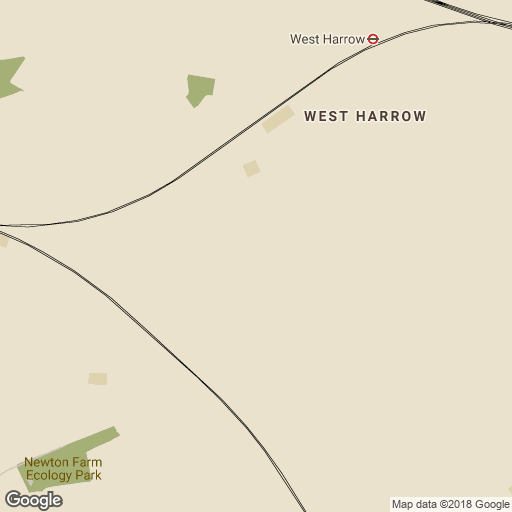 West Harrow
WEST HARROW
Newton Farm
Ecology Park
Google
Map data ©2018 Google